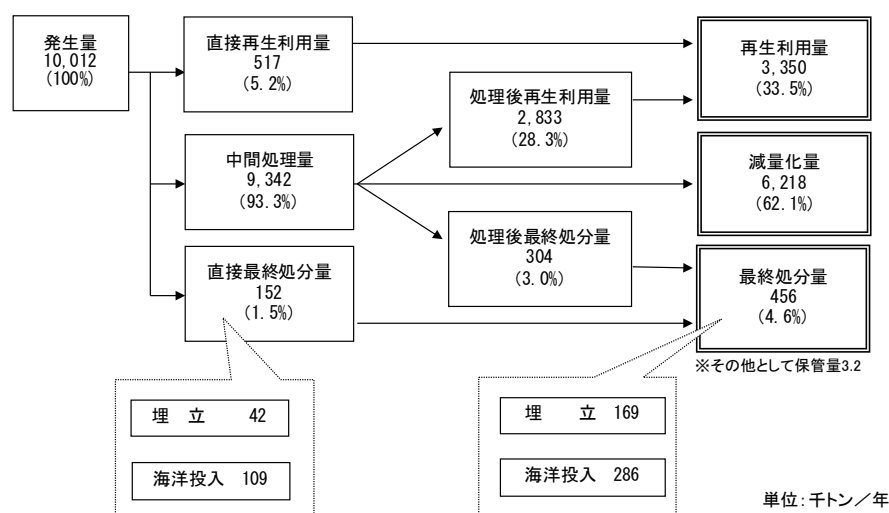 発生量
10,012
(100%)
直接再生利用量
517
(5.2%)
中間処理量
9,342
(93.3%)
直接最終処分量
152
(1.5%)
処理後再生利用量
2,833
(28.3%)
処理後最終処分量
304
(3.0%)
再生利用量
3,350
(33.5%)
減量化量
6,218
(62.1%)
最終処分量
456
(4.6%)
※その他として保管量3.2
埋 立 42
海洋投入 109
埋 立 169
海洋投入 286
単位：千トン／年